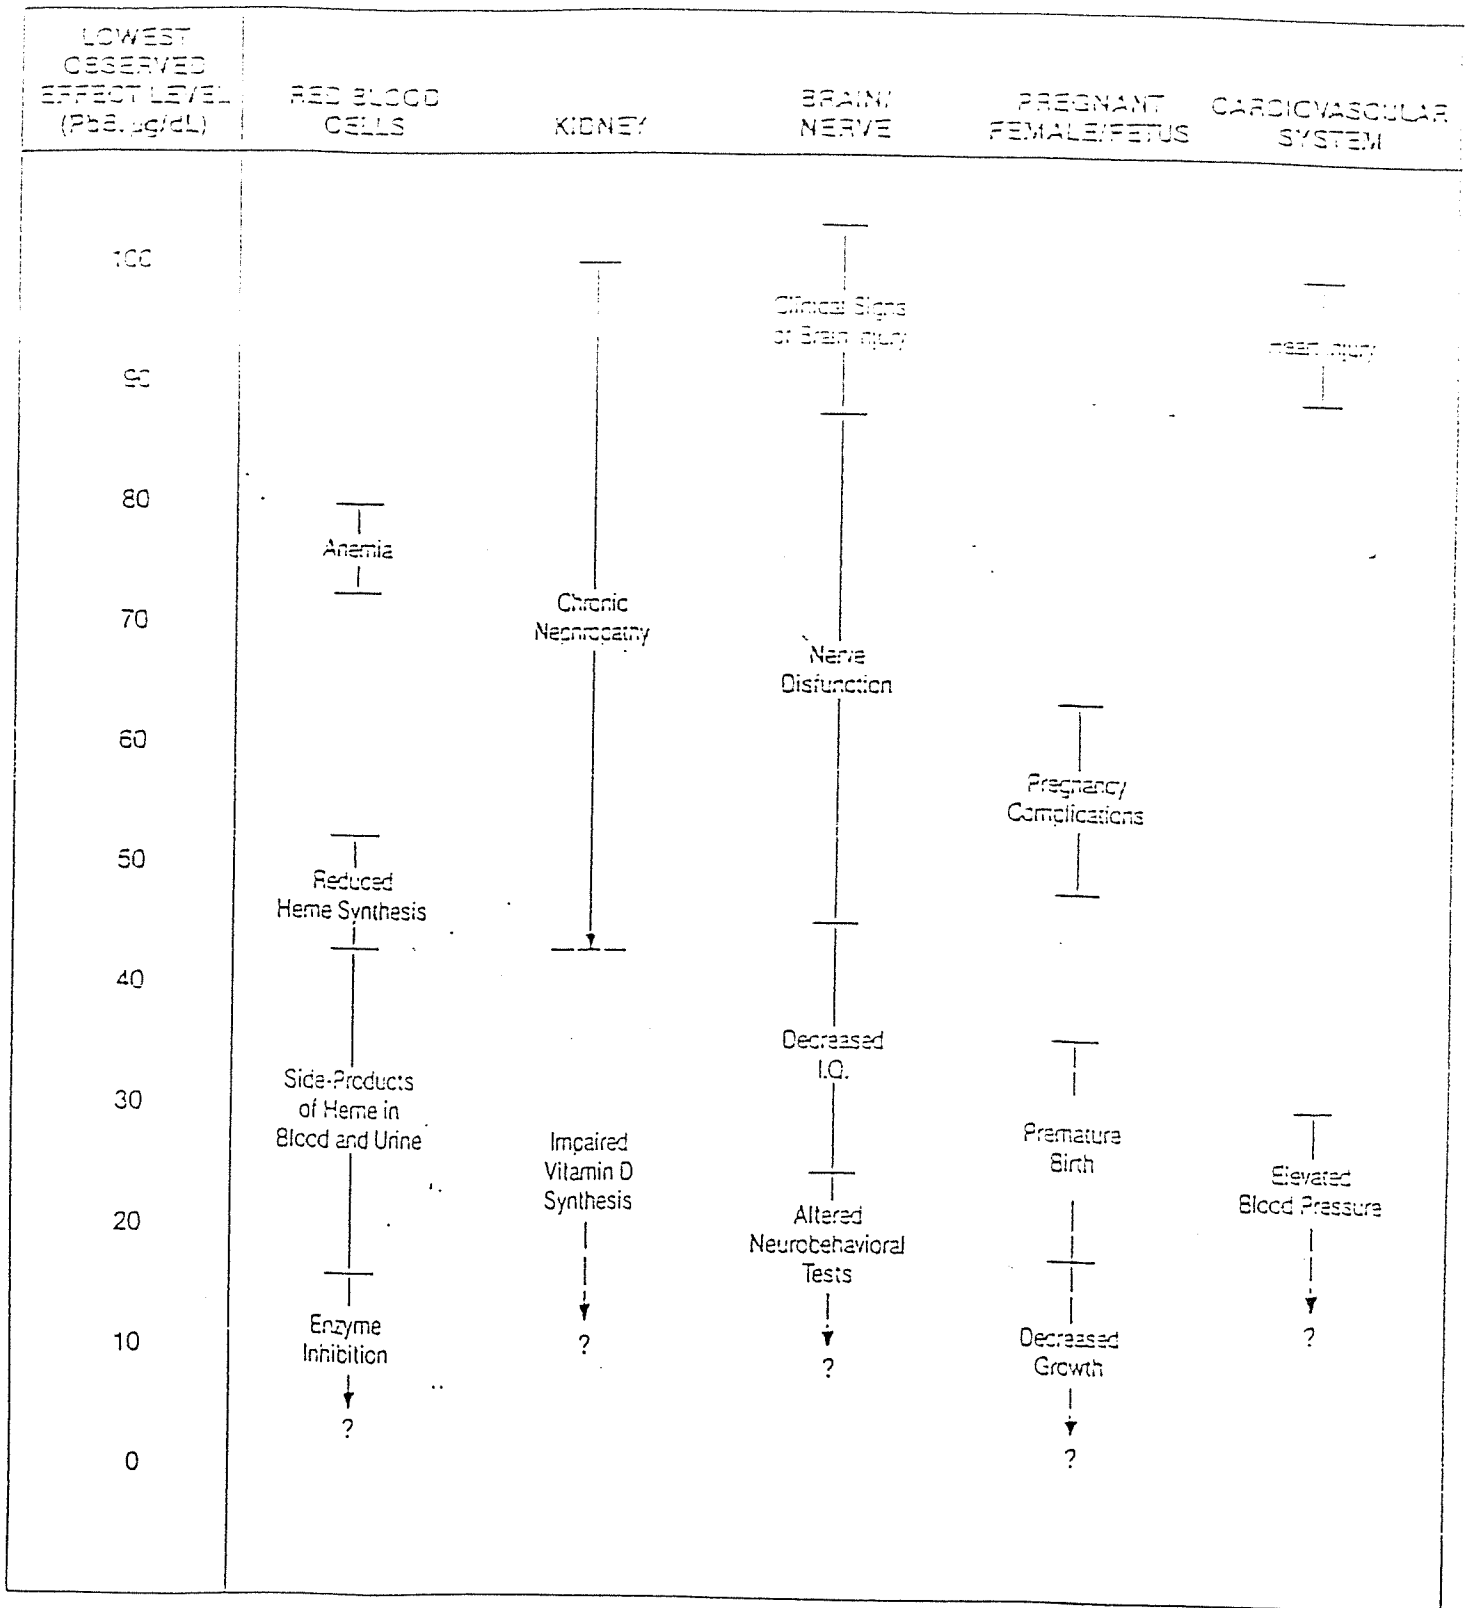 LOWEST
OBSERVED
EFFECT LEVEL
(PbB, µg/dL)
RED BLOOD
CELLS
KIDNEY
BRAIN/
NERVE
PREGNANT
FEMALE/FETUS
CARDIOVASCULAR
SYSTEM
100
90
80
70
60
50
40
30
20
10
0
Anemia
Reduced
Heme Synthesis
Side-Products
of Heme in
Blood and Urine
Enzyme
Inhibition
?
Chronic
Nephropathy
Impaired
Vitamin D
Synthesis
?
Clinical Signs
of Brain Injury
Nerve
Disfunction
Decreased
I.Q.
Altered
Neurobehavioral
Tests
?
Pregnancy
Complications
Premature
Birth
Decreased
Growth
?
Heart Injury
Elevated
Blood Pressure
?